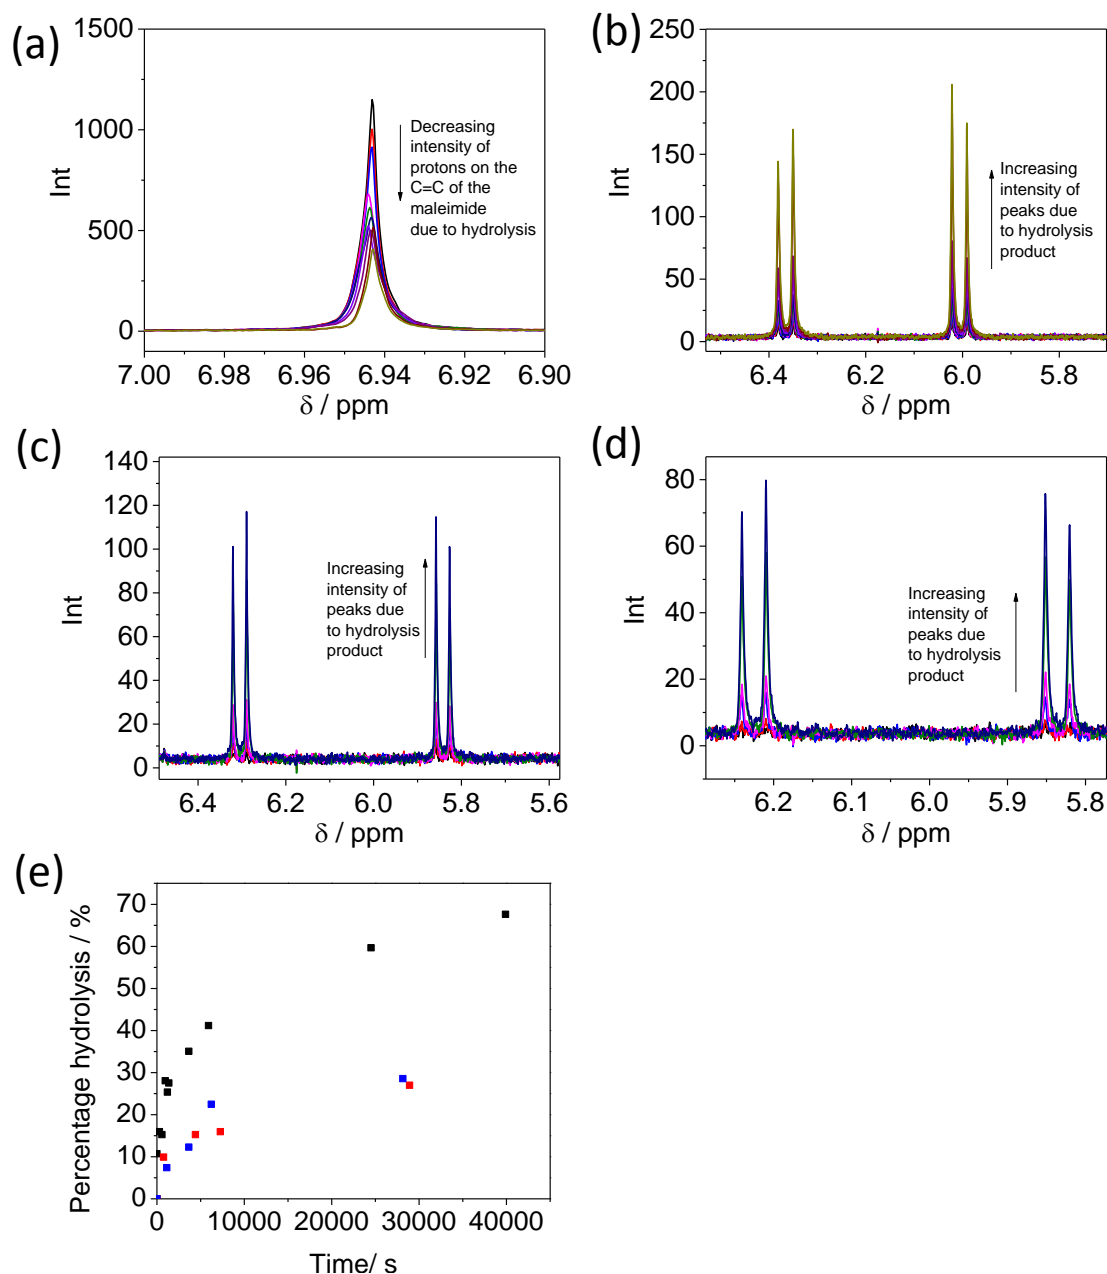 (a)
1500
1000
500
0
Int
Decreasing
intensity of
protons on the
C=C of the
maleimide
due to hydrolysis
7.00 6.98 6.96 6.94 6.92 6.90
δ / ppm
(b)
250
200
150
100
50
0
Int
Increasing
intensity of
peaks due
to hydrolysis
product
6.4 6.2 6.0 5.8
δ / ppm
(c)
140
120
100
80
60
40
20
0
Int
Increasing
intensity of
peaks due
to hydrolysis
product
6.4 6.2 6.0 5.8 5.6
δ / ppm
(d)
80
60
40
20
0
Int
Increasing
intensity of
peaks due
to hydrolysis
product
6.2 6.1 6.0 5.9 5.8
δ / ppm
(e)
70
60
50
40
30
20
10
0
Percentage hydrolysis / %
0 10000 20000 30000 40000
Time/ s